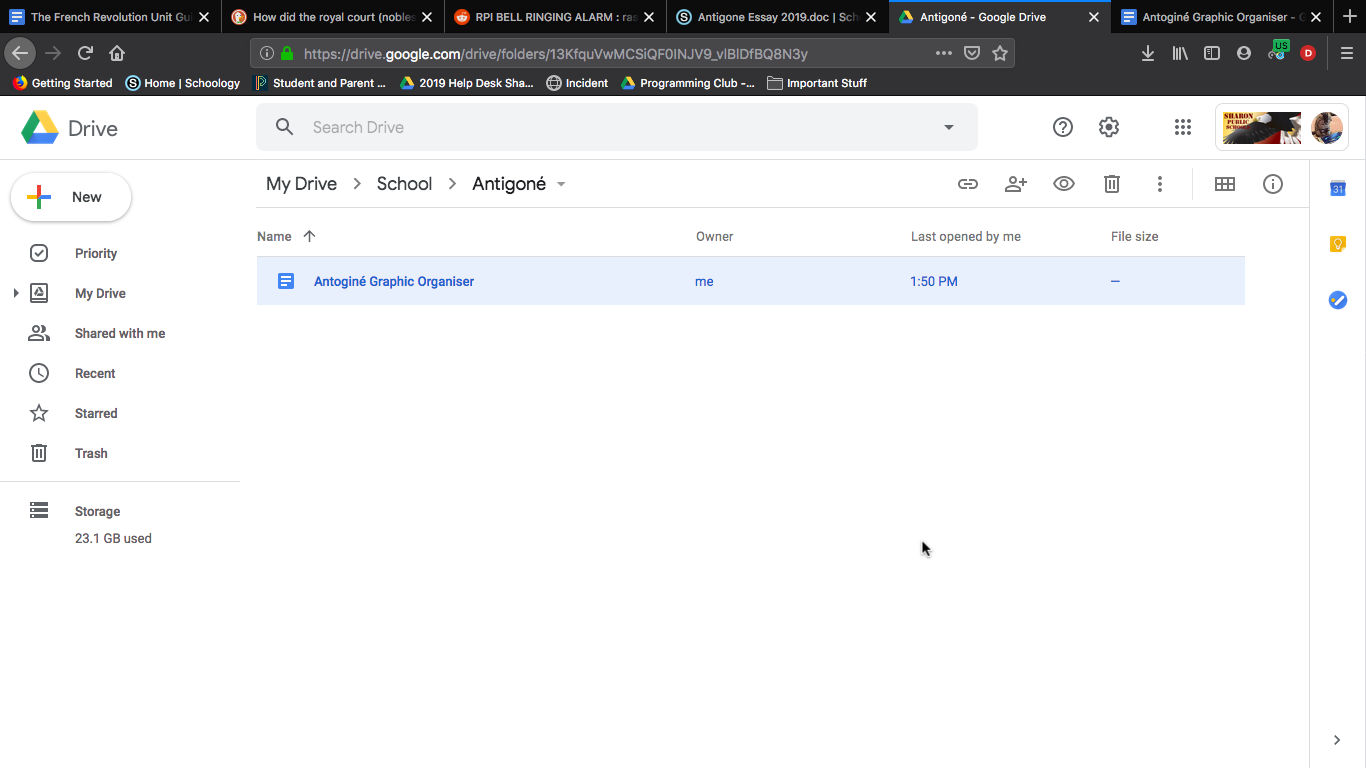 The French Revolution Unit Gui
How did the royal court (nobles
RPI BELL RINGING ALARM : ras
Antigone Essay 2019.doc | Sch
Antigoné - Google Drive
Antoginé Graphic Organiser - G
https://drive.google.com/drive/folders/13KfquVwMCSiQF0INJV9_vlBlDfBQ8N3y
US
D
Getting Started
Home | Schoology
Student and Parent ...
2019 Help Desk Sha...
Incident
Programming Club -...
Important Stuff
Drive
Search Drive
SHARON PUBLIC SCHOOLS
New
My Drive > School > Antigoné
31
Name
Owner
Last opened by me
File size
Antoginé Graphic Organiser
me
1:50 PM
—
Priority
My Drive
Shared with me
Recent
Starred
Trash
Storage
23.1 GB used